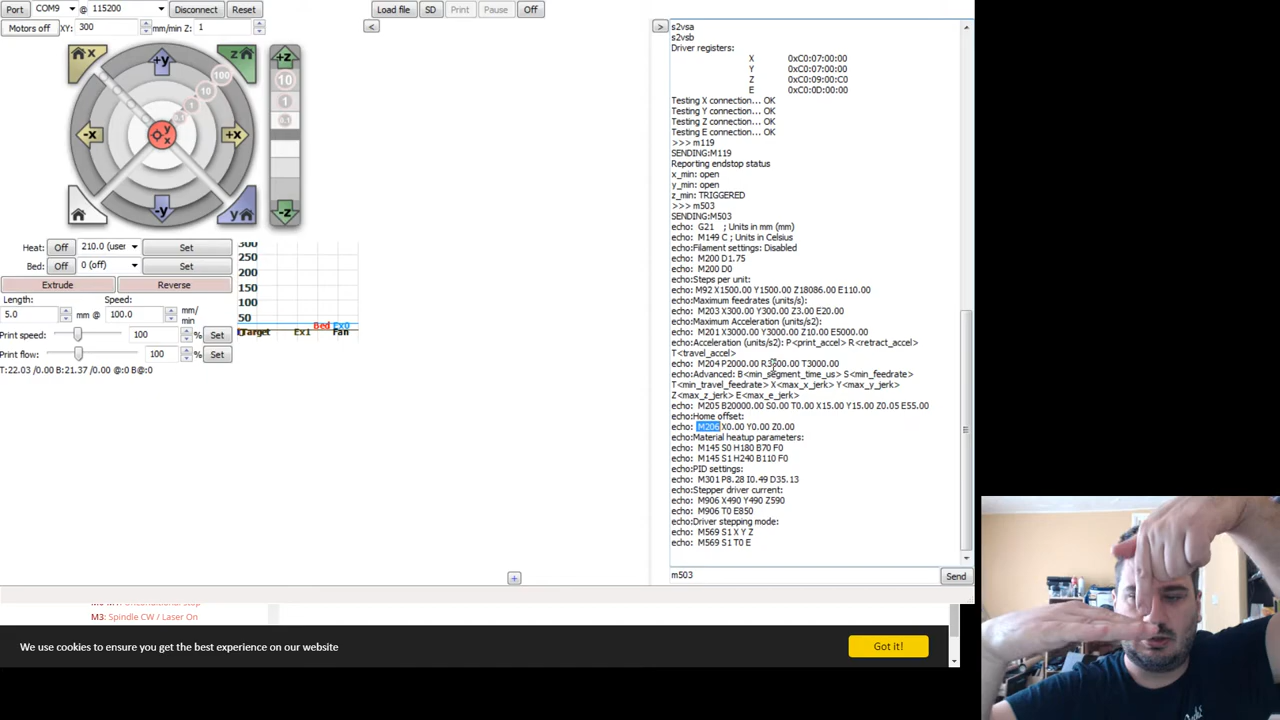 Port COM9 @ 115200 Disconnect Reset Load file SD Print Pause Off
Motors off XY: 300 mm/min Z: 1
< >
x z
+y +z
100
10 10
1 1
0.1 0.1
-x y x +x
-y -z
y
Heat: Off 210.0 (user Set
Bed: Off 0 (off) Set
Extrude Reverse
Length: Speed:
5.0 mm @ 100.0 mm/
min
Print speed: 100 % Set
Print flow: 100 % Set
T:22.03 /0.00 B:21.37 /0.00 @:0 B@:0
300
250
200
150
100
50
Bed Ex0
Target Ex1 Fan
s2vsa
s2vsb
Driver registers:
X 0xC0:07:00:00
Y 0xC0:07:00:00
Z 0xC0:09:00:C0
E 0xC0:0D:00:00
Testing X connection... OK
Testing Y connection... OK
Testing Z connection... OK
Testing E connection... OK
>>> m119
SENDING:M119
Reporting endstop status
x_min: open
y_min: open
z_min: TRIGGERED
>>> m503
SENDING:M503
echo: G21 ; Units in mm (mm)
echo: M149 C ; Units in Celsius
echo:Filament settings: Disabled
echo: M200 D1.75
echo: M200 D0
echo:Steps per unit:
echo: M92 X1500.00 Y1500.00 Z18086.00 E110.00
echo:Maximum feedrates (units/s):
echo: M203 X300.00 Y300.00 Z3.00 E20.00
echo:Maximum Acceleration (units/s2):
echo: M201 X3000.00 Y3000.00 Z10.00 E5000.00
echo:Acceleration (units/s2): P<print_accel> R<retract_accel>
T<travel_accel>
echo: M204 P2000.00 R3000.00 T3000.00
echo:Advanced: B<min_segment_time_us> S<min_feedrate>
T<min_travel_feedrate> X<max_x_jerk> Y<max_y_jerk>
Z<max_z_jerk> E<max_e_jerk>
echo: M205 B20000.00 S0.00 T0.00 X15.00 Y15.00 Z0.05 E55.00
echo:Home offset:
echo: M206 X0.00 Y0.00 Z0.00
echo:Material heatup parameters:
echo: M145 S0 H180 B70 F0
echo: M145 S1 H240 B110 F0
echo:PID settings:
echo: M301 P8.28 I0.49 D35.13
echo:Stepper driver current:
echo: M906 X490 Y490 Z590
echo: M906 T0 E850
echo:Driver stepping mode:
echo: M569 S1 X Y Z
echo: M569 S1 T0 E
+
m503 Send
M3: Spindle CW / Laser On
We use cookies to ensure you get the best experience on our website
Got it!